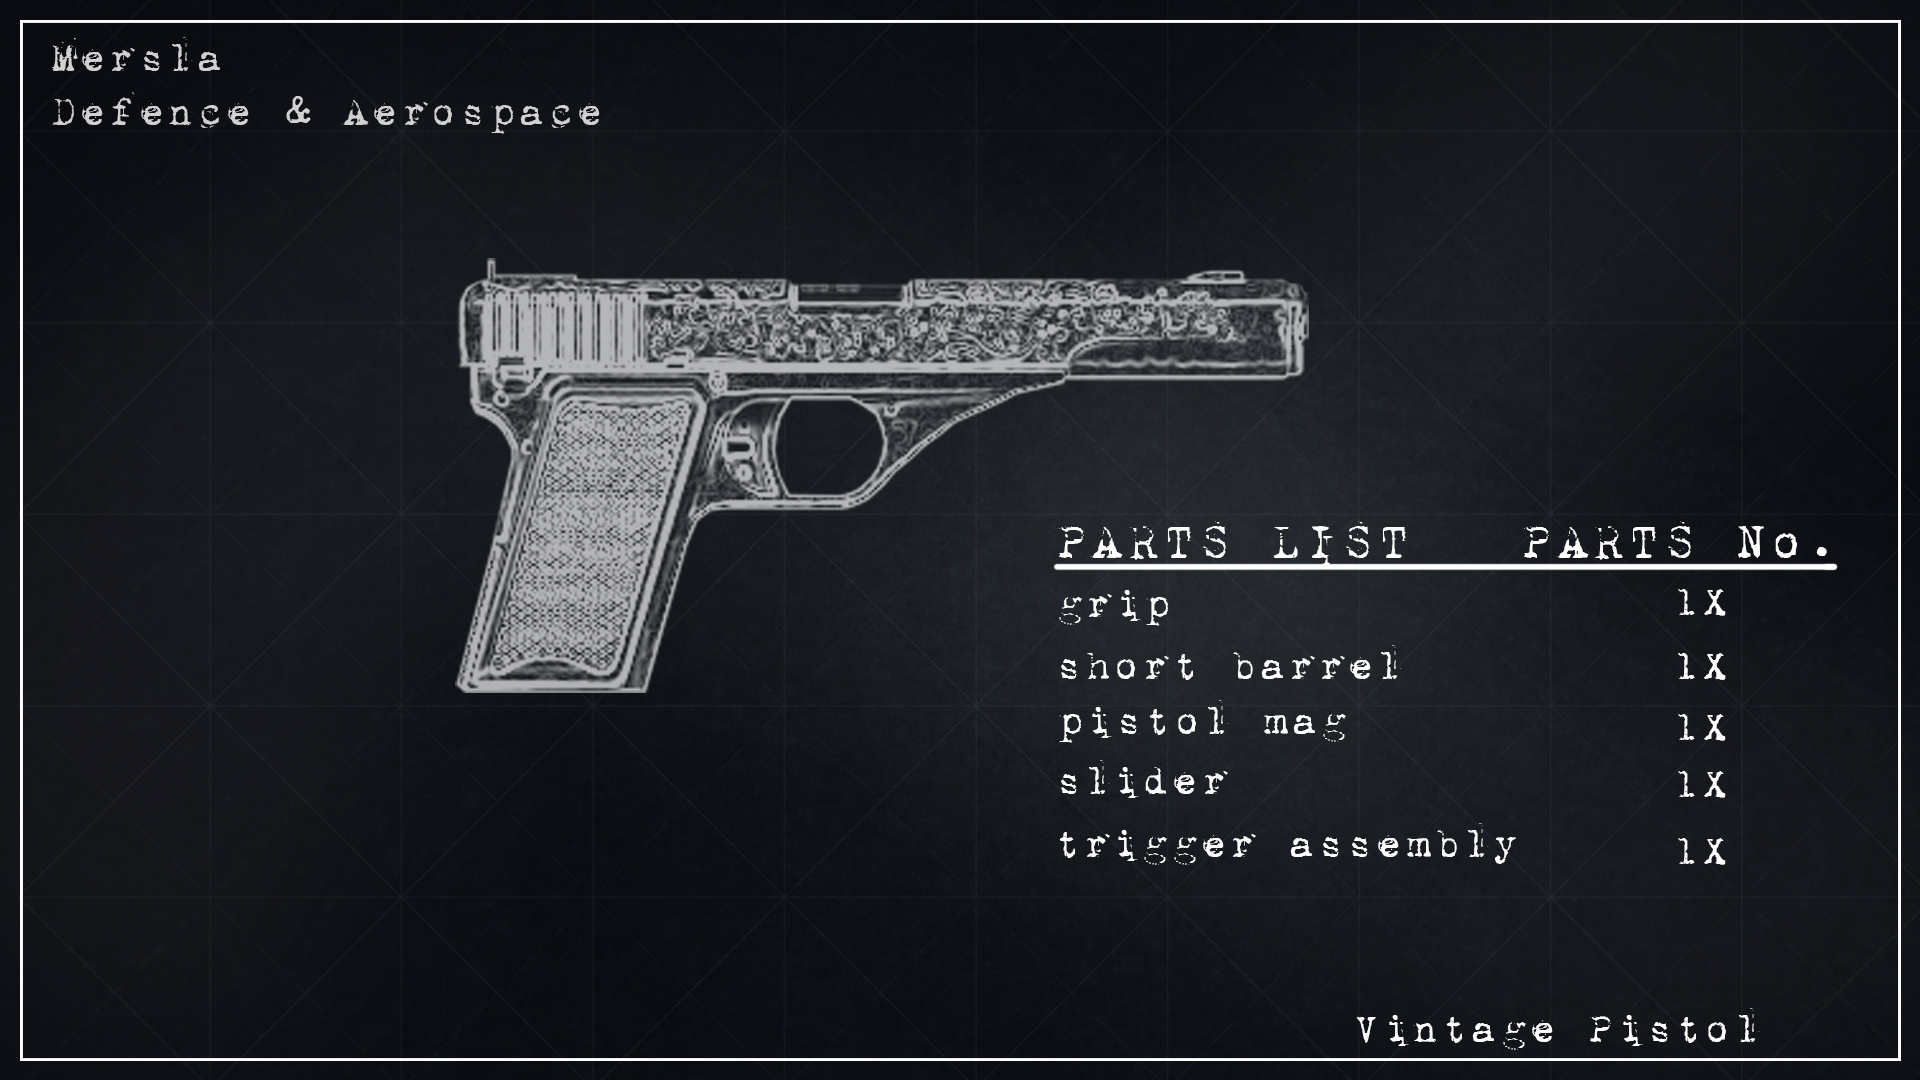 Mersla
Defence & Aerospace
PARTS LIST PARTS No.
grip 1X
short barrel 1X
pistol mag 1X
slider 1X
trigger assembly 1X
Vintage Pistol